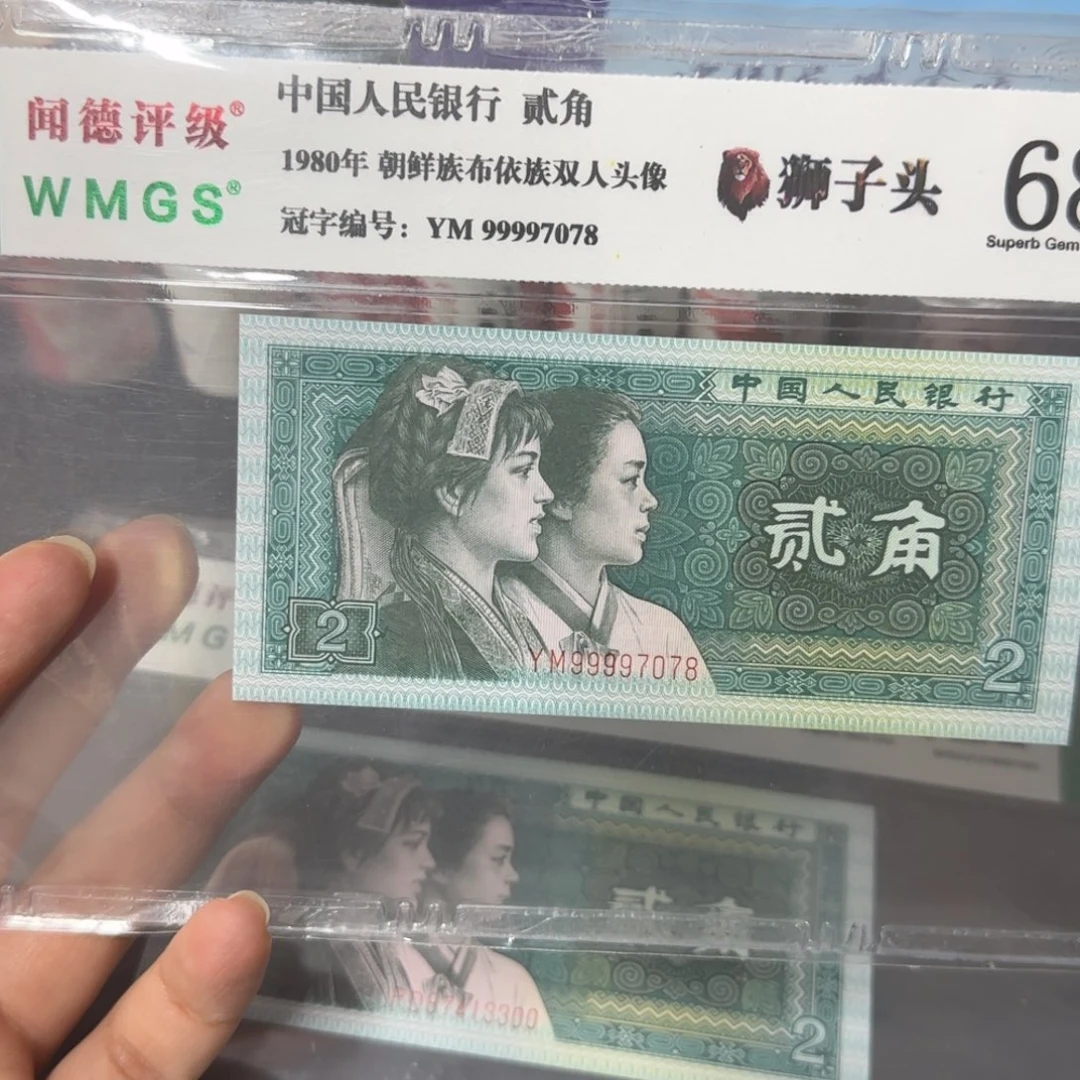 闻德评级®
WMGS®
中国人民银行 贰角
1980年 朝鲜族布依族双人头像
冠字编号：YM 99997078
狮子头
68
Superb Gem
中国人民银行
贰角
2
YM99997078
2
中国人民银行
贰角
2